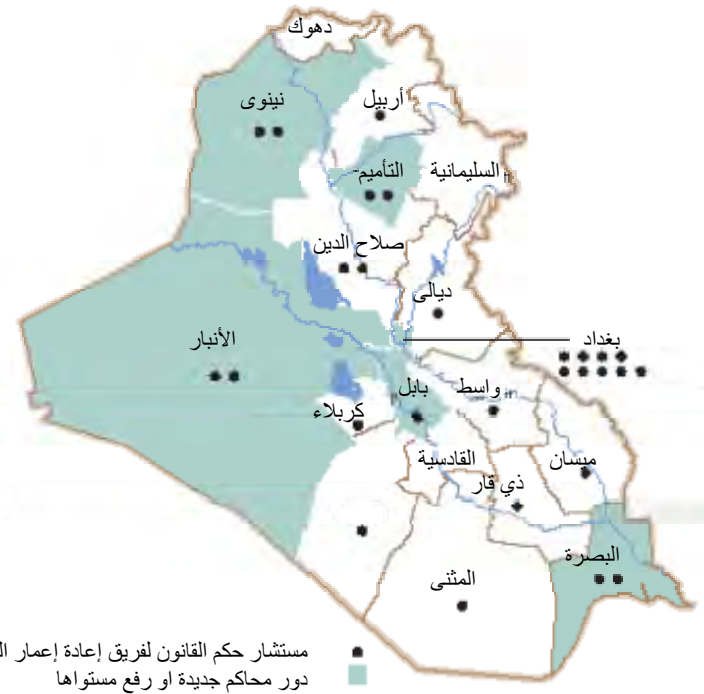 دهوك
نينوى
أربيل
التأميم
السليمانية
صلاح الدين
ديالى
بغداد
الأنبار
بابل
واسط
كربلاء
القادسية
ميسان
ذي قار
البصرة
المثنى
مستشار حكم القانون لفريق إعادة إعمار
دور محاكم جديدة او رفع مستواها